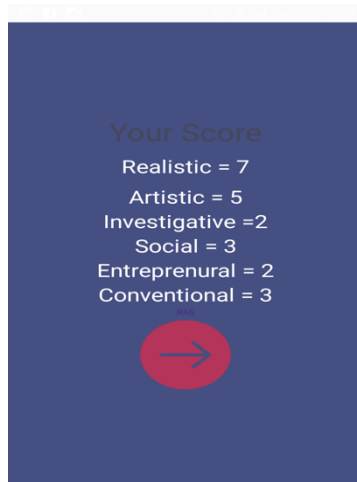 Your Score
Realistic = 7
Artistic = 5
Investigative =2
Social = 3
Entreprenural = 2
Conventional = 3
RAS